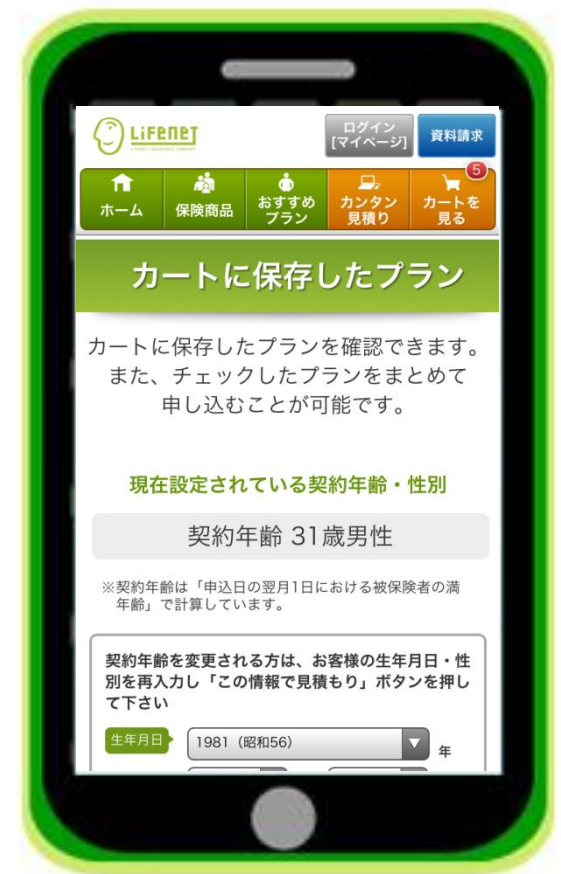 LIFENET
ログイン
[マイページ]
資料請求
5
ホーム
保険商品
おすすめ
プラン
カンタン
見積り
カートを
見る
カートに保存したプラン
カートに保存したプランを確認できます。
また、チェックしたプランをまとめて
申し込むことが可能です。
現在設定されている契約年齢・性別
契約年齢 31歳男性
※契約年齢は「申込日の翌月1日における被保険者の満
年齢」で計算しています。
契約年齢を変更される方は、お客様の生年月日・性
別を再入力し「この情報で見積もり」ボタンを押し
て下さい
生年月日
1981（昭和56）
年